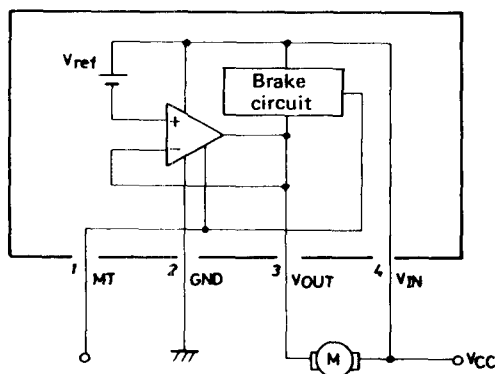 Vref
Brake
circuit
+
−
1 MT
2 GND
3 VOUT
4 VIN
M
VCC